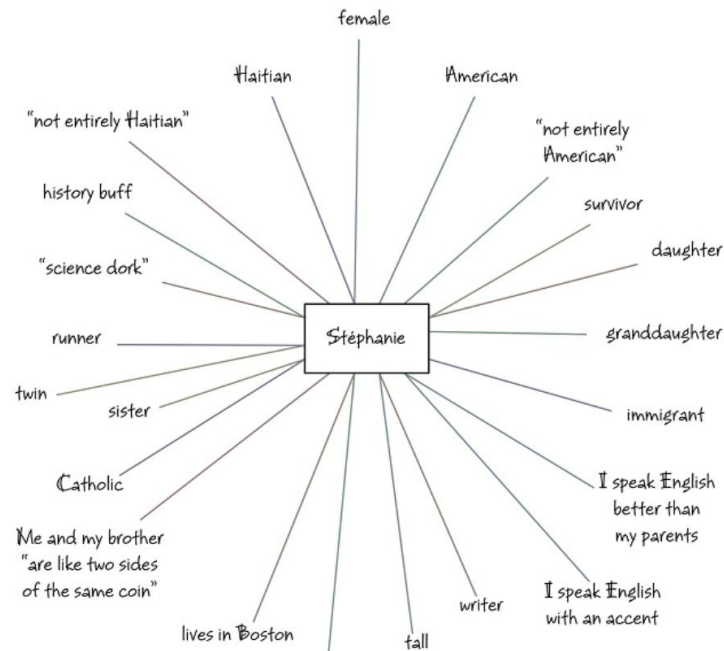 female
Haitian
American
"not entirely Haitian"
"not entirely
American"
history buff
survivor
"science dork"
daughter
Stéphanie
runner
granddaughter
twin
sister
immigrant
Catholic
I speak English
better than
my parents
Me and my brother
"are like two sides
of the same coin"
I speak English
with an accent
writer
lives in Boston
tall